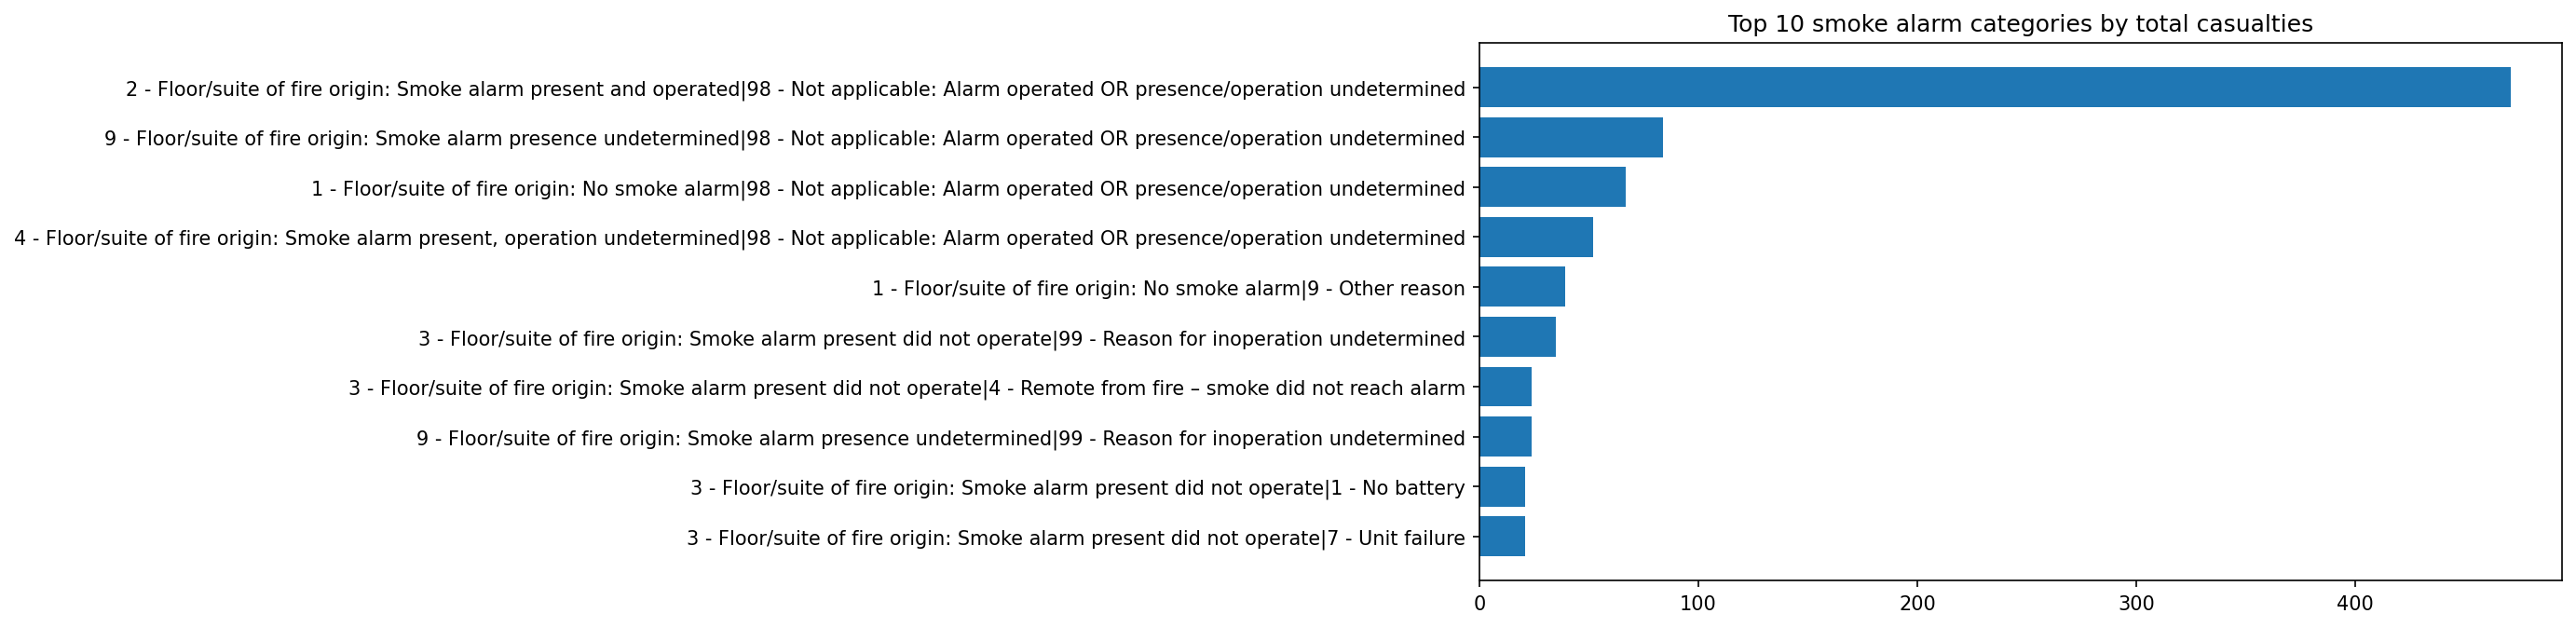 Top 10 smoke alarm categories by total casualties
2 - Floor/suite of fire origin: Smoke alarm present and operated|98 - Not applicable: Alarm operated OR presence/operation undetermined
9 - Floor/suite of fire origin: Smoke alarm presence undetermined|98 - Not applicable: Alarm operated OR presence/operation undetermined
1 - Floor/suite of fire origin: No smoke alarm|98 - Not applicable: Alarm operated OR presence/operation undetermined
4 - Floor/suite of fire origin: Smoke alarm present, operation undetermined|98 - Not applicable: Alarm operated OR presence/operation undetermined
1 - Floor/suite of fire origin: No smoke alarm|9 - Other reason
3 - Floor/suite of fire origin: Smoke alarm present did not operate|99 - Reason for inoperation undetermined
3 - Floor/suite of fire origin: Smoke alarm present did not operate|4 - Remote from fire – smoke did not reach alarm
9 - Floor/suite of fire origin: Smoke alarm presence undetermined|99 - Reason for inoperation undetermined
3 - Floor/suite of fire origin: Smoke alarm present did not operate|1 - No battery
3 - Floor/suite of fire origin: Smoke alarm present did not operate|7 - Unit failure
0 100 200 300 400